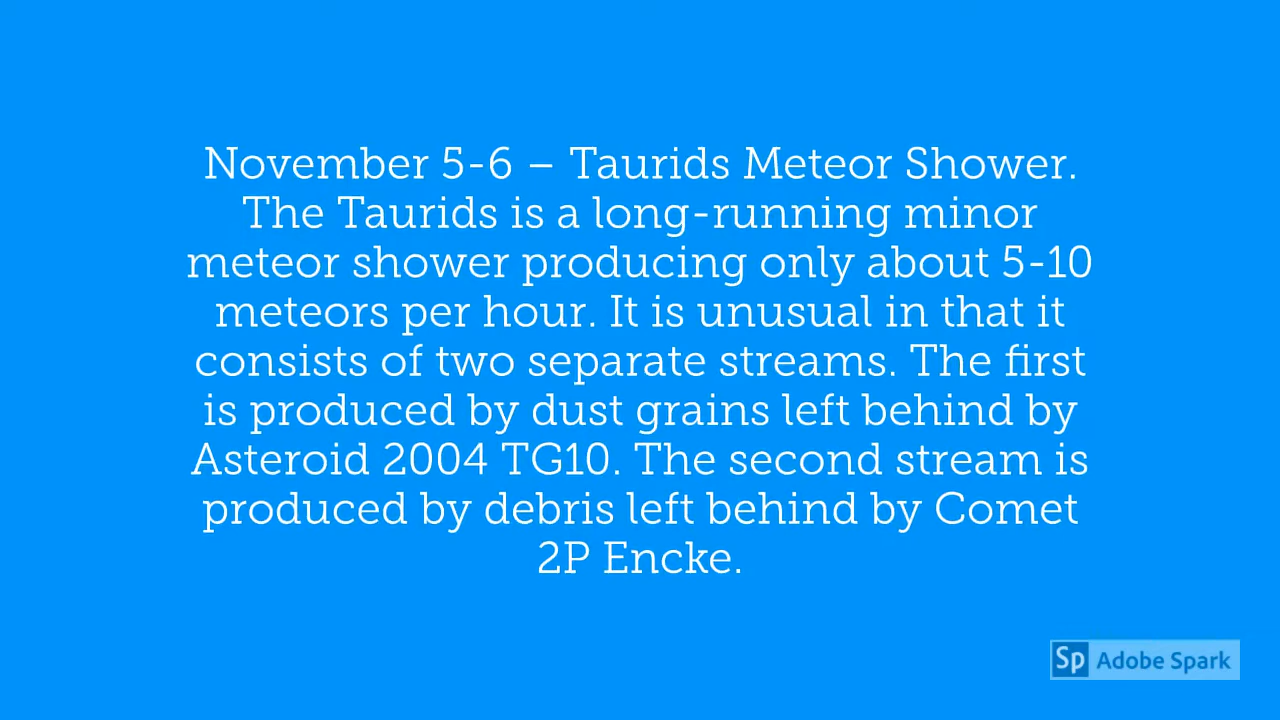 November 5-6 – Taurids Meteor Shower.
The Taurids is a long-running minor
meteor shower producing only about 5-10
meteors per hour. It is unusual in that it
consists of two separate streams. The first
is produced by dust grains left behind by
Asteroid 2004 TG10. The second stream is
produced by debris left behind by Comet
2P Encke.
Sp Adobe Spark